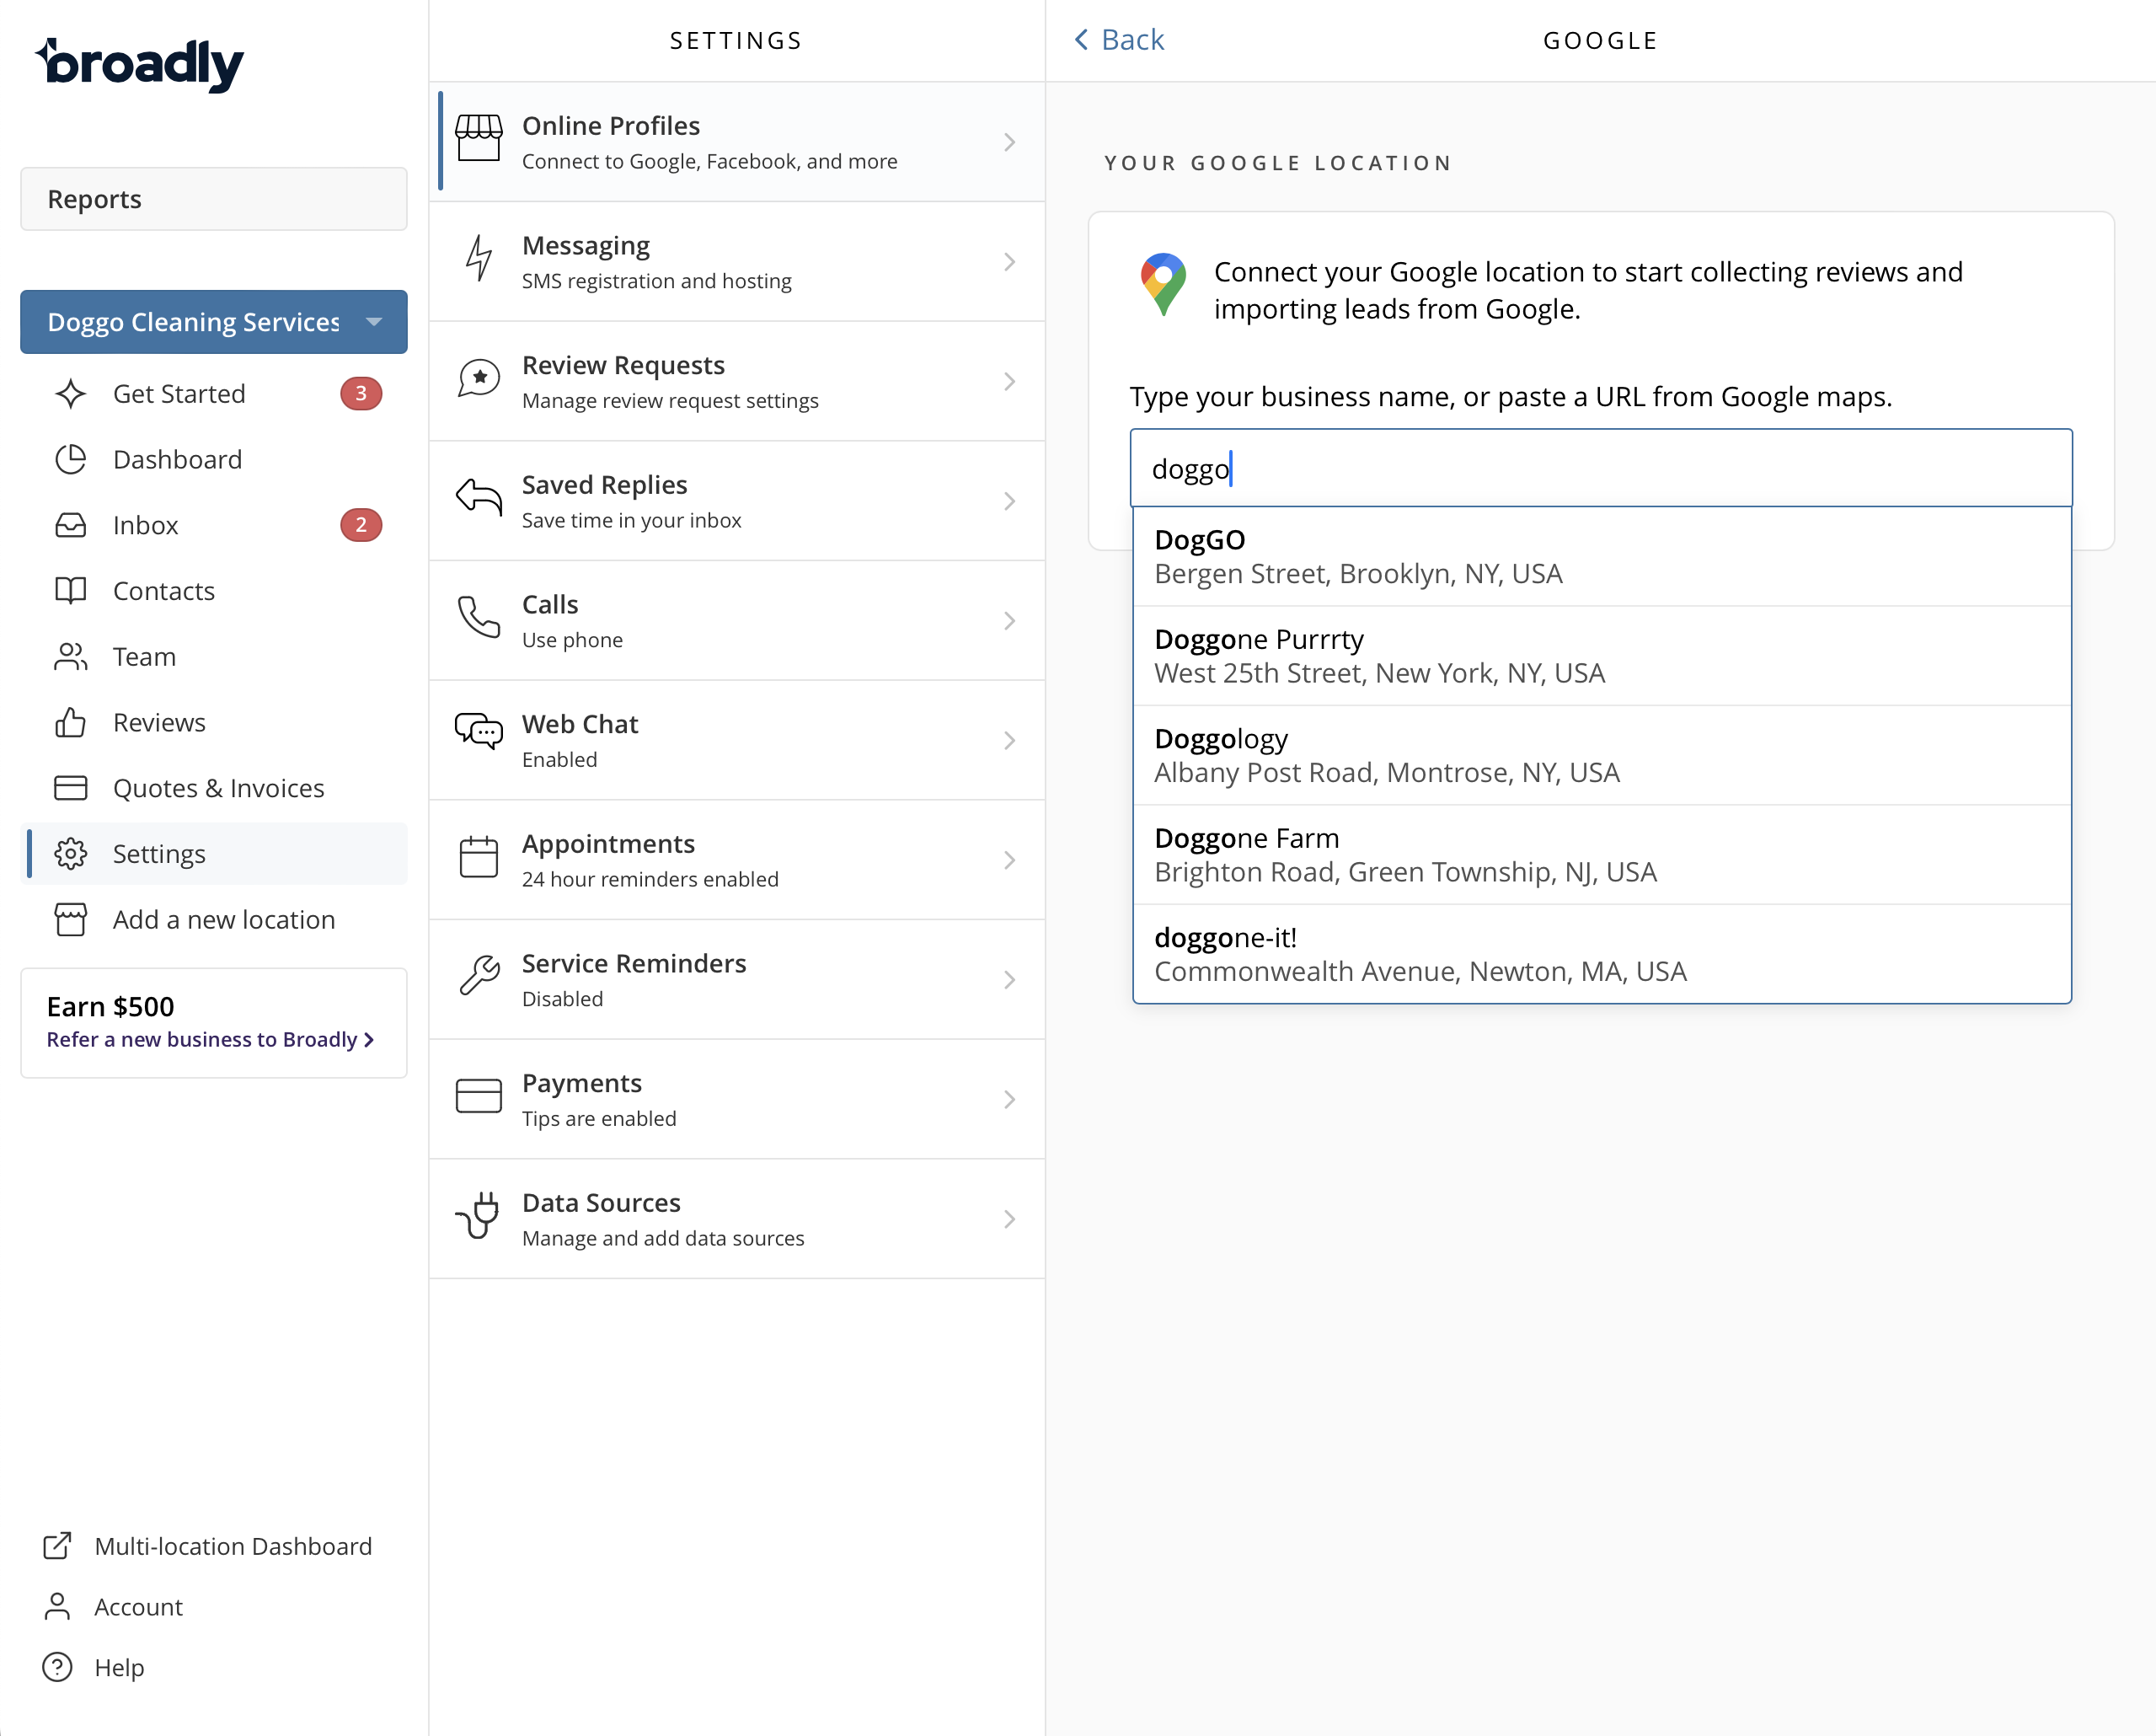 broadly
Reports
Doggo Cleaning Services
Get Started 3
Dashboard
Inbox 2
Contacts
Team
Reviews
Quotes & Invoices
Settings
Add a new location
Earn $500
Refer a new business to Broadly
Multi-location Dashboard
Account
Help
SETTINGS
Online Profiles
Connect to Google, Facebook, and more
Messaging
SMS registration and hosting
Review Requests
Manage review request settings
Saved Replies
Save time in your inbox
Calls
Use phone
Web Chat
Enabled
Appointments
24 hour reminders enabled
Service Reminders
Disabled
Payments
Tips are enabled
Data Sources
Manage and add data sources
Back
GOOGLE
YOUR GOOGLE LOCATION
Connect your Google location to start collecting reviews and
importing leads from Google.
Type your business name, or paste a URL from Google maps.
doggo
DogGO
Bergen Street, Brooklyn, NY, USA
Doggone Purrrty
West 25th Street, New York, NY, USA
Doggology
Albany Post Road, Montrose, NY, USA
Doggone Farm
Brighton Road, Green Township, NJ, USA
doggone-it!
Commonwealth Avenue, Newton, MA, USA